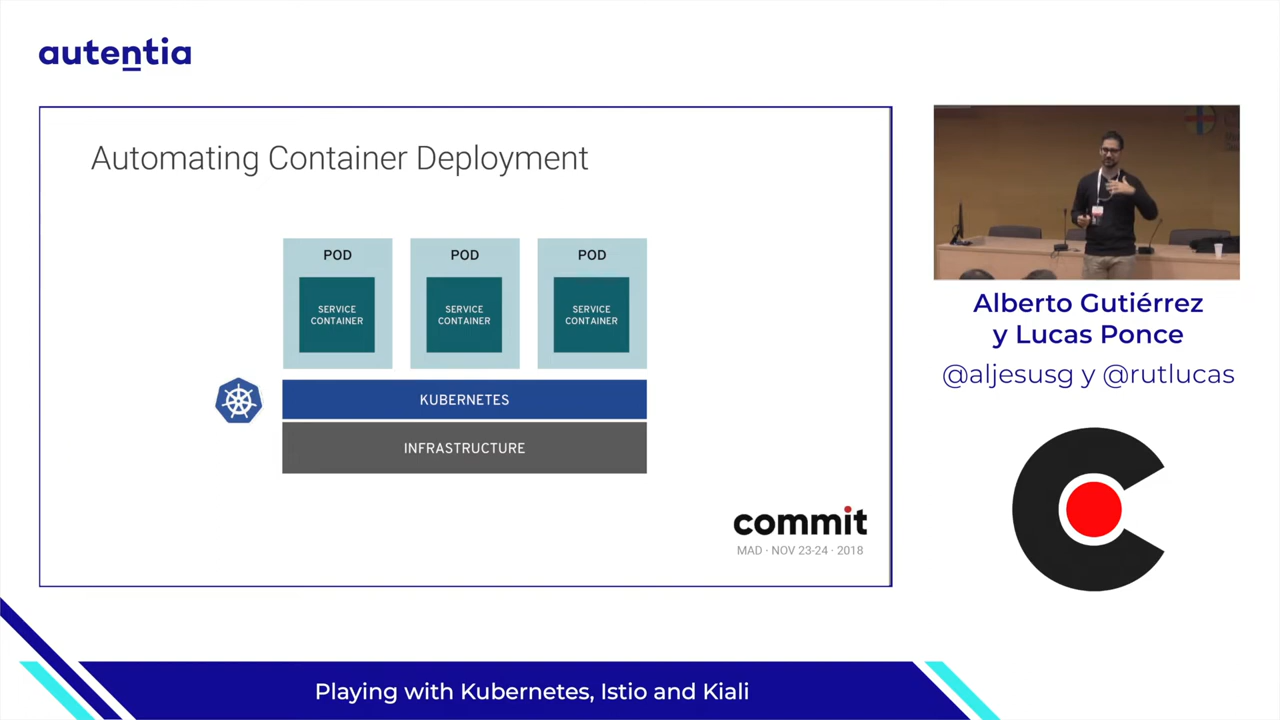 autentia
Automating Container Deployment
POD
POD
POD
SERVICE
CONTAINER
SERVICE
CONTAINER
SERVICE
CONTAINER
KUBERNETES
INFRASTRUCTURE
commit
MAD · NOV 23-24 · 2018
Alberto Gutiérrez
y Lucas Ponce
@aljesusg y @rutlucas
Playing with Kubernetes, Istio and Kiali